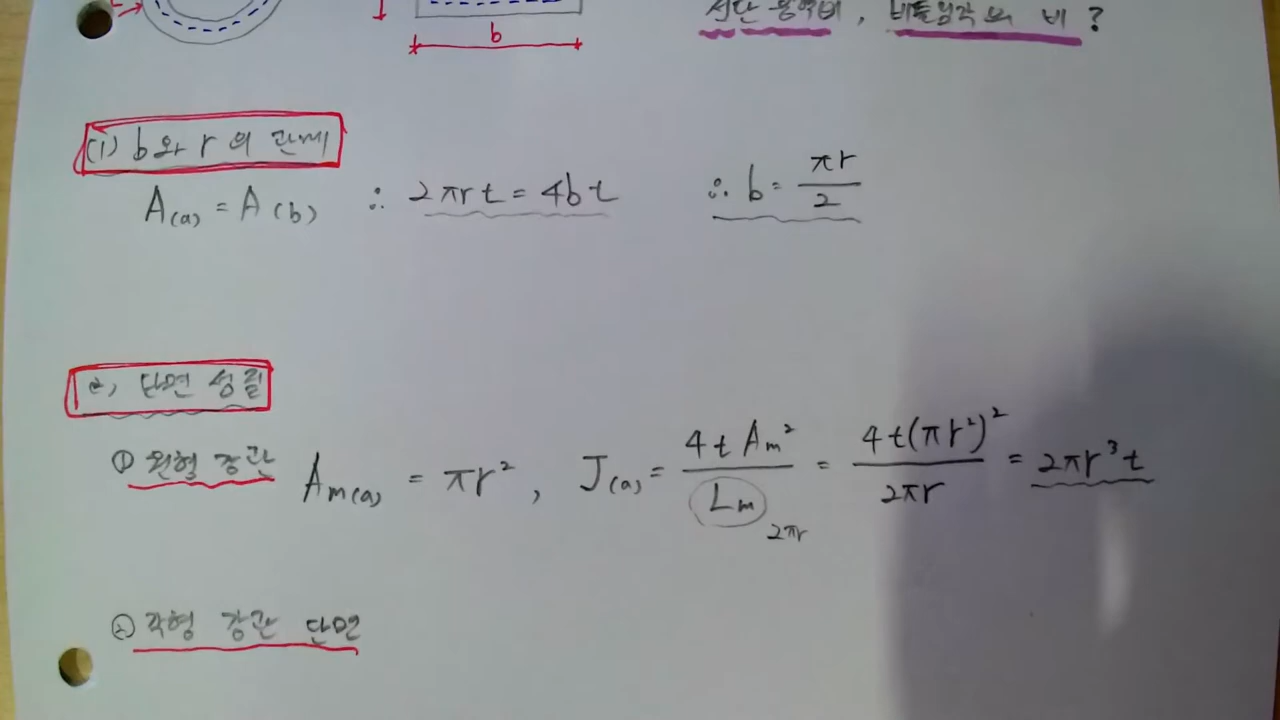 b
전단응력비, 비틀림각의 비?
(1) b와 r의 관계
A(a) = A(b) ∴ 2πrt = 4bt ∴ b = πr/2
(2) 단면 성질
① 원형 강관 Am(a) = πr², J(a) = 4tAm²/Lm = 4t(πr²)²/2πr = 2πr³t
2πr
② 각형 강관 단면